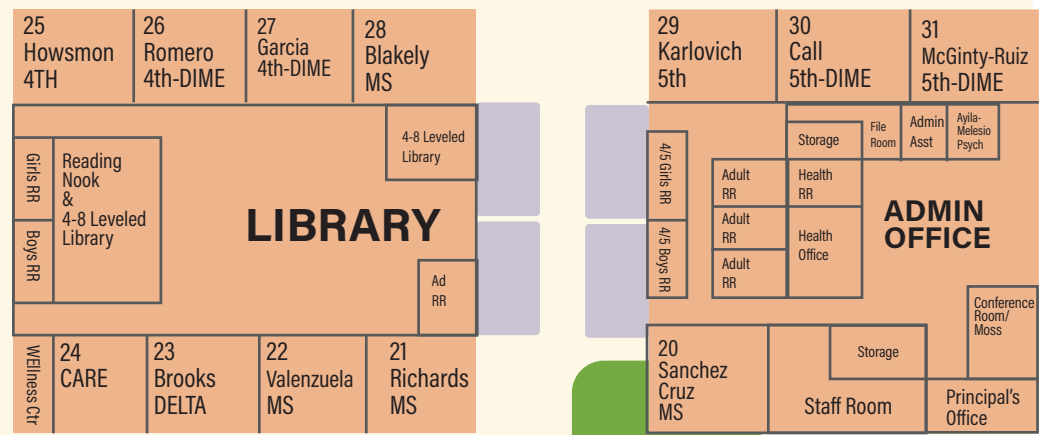 25
Howsmon
4TH
26
Romero
4th-DIME
27
Garcia
4th-DIME
28
Blakely
MS
4-8 Leveled
Library
Girls RR
Boys RR
Reading
Nook
&
4-8 Leveled
Library
LIBRARY
Ad
RR
WEllness Ctr
24
CARE
23
Brooks
DELTA
22
Valenzuela
MS
21
Richards
MS
29
Karlovich
5th
30
Call
5th-DIME
31
McGinty-Ruiz
5th-DIME
4/5 Girls RR
4/5 Boys RR
Storage
File
Room
Admin
Asst
Ayila-
Melesio
Psych
Adult
RR
Adult
RR
Adult
RR
Health
RR
Health
Office
ADMIN
OFFICE
Conference
Room/
Moss
20
Sanchez
Cruz
MS
Storage
Staff Room
Principal's
Office